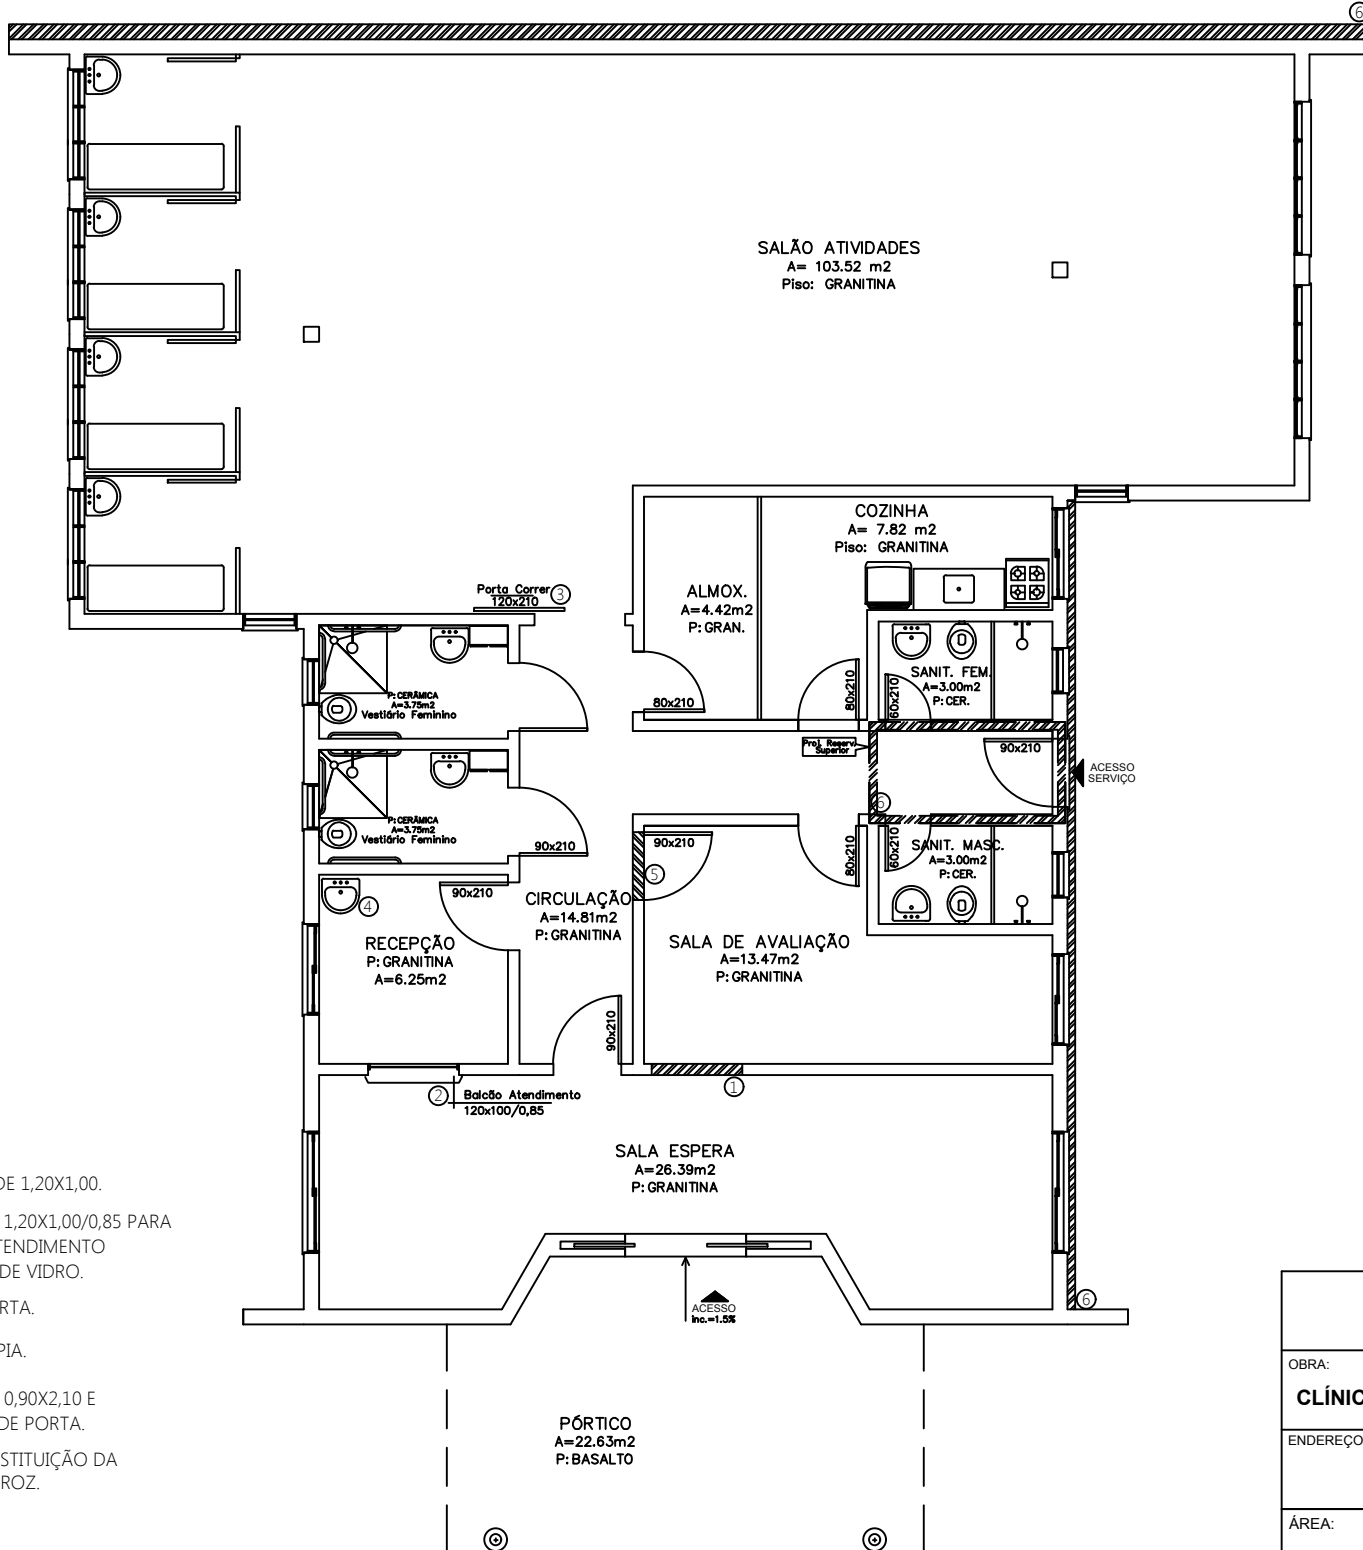 6
SALÃO ATIVIDADES
A= 103.52 m2
Piso: GRANITINA
COZINHA
A= 7.82 m2
Piso: GRANITINA
Porta Correr
120x210
3
ALMOX.
A=4.42m2
P:GRAN.
80x210
80x210
60x210
SANIT. FEM.
A=3.00m2
P:CER.
P:CERÂMICA
A=3.75m2
Vestiário Feminino
Proj. Reserv.
Superior
90x210
ACESSO
SERVIÇO
6
P:CERÂMICA
A=3.75m2
Vestiário Feminino
90x210
90x210
80x210
60x210
SANIT. MASC.
A=3.00m2
P:CER.
5
4
90x210
CIRCULAÇÃO
A=14.81m2
P:GRANITINA
RECEPÇÃO
P:GRANITINA
A=6.25m2
SALA DE AVALIAÇÃO
A=13.47m2
P:GRANITINA
90x210
1
2
Balcão Atendimento
120x100/0,85
SALA ESPERA
A=26.39m2
P:GRANITINA
DE 1,20X1,00.
1,20X1,00/0,85 PARA
TENDIMENTO
DE VIDRO.
RTA.
PIA.
0,90X2,10 E
DE PORTA.
STITUIÇÃO DA
ROZ.
ACESSO
Inc.=1.5%
6
PÓRTICO
A=22.63m2
P:BASALTO
OBRA:
CLÍNIC
ENDEREÇO
ÁREA: